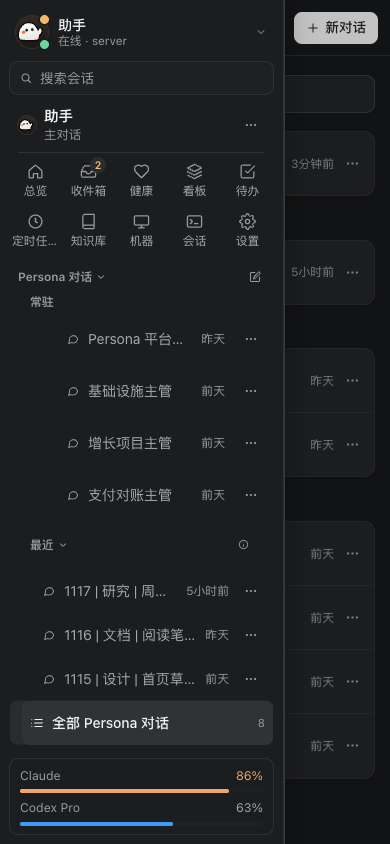 助手
在线 · server
+ 新对话
搜索会话
助手
主对话
3分钟前
总览
2
收件箱
健康
看板
待办
定时任...
知识库
机器
会话
设置
5小时前
Persona 对话
常驻
Persona 平台...
昨天
昨天
基础设施主管
前天
增长项目主管
前天
昨天
支付对账主管
前天
最近
前天
1117 | 研究 | 周...
5小时前
前天
1116 | 文档 | 阅读笔...
昨天
1115 | 设计 | 首页草...
前天
前天
全部 Persona 对话
8
前天
Claude
86%
Codex Pro
63%